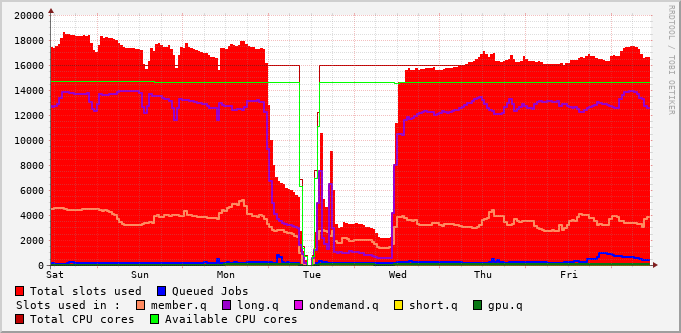 20000
18000
16000
14000
12000
10000
8000
6000
4000
2000
0
Sat Sun Mon Tue Wed Thu Fri
RRDTOOL / TOBI OETIKER
Total slots used Queued Jobs
Slots used in : member.q long.q ondemand.q short.q gpu.q
Total CPU cores Available CPU cores